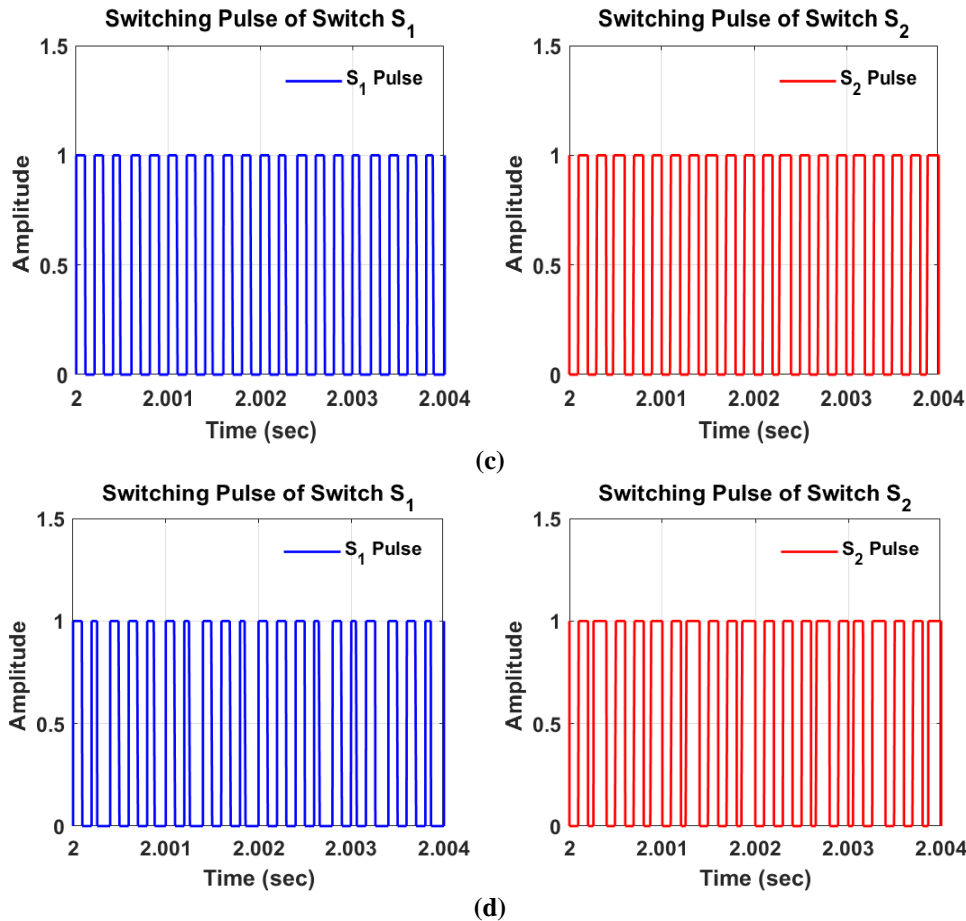 Switching Pulse of Switch S1
Switching Pulse of Switch S2
1.5
S1 Pulse
1
Amplitude
0.5
0
2 2.001 2.002 2.003 2.004
Time (sec)
1.5
S2 Pulse
1
Amplitude
0.5
0
2 2.001 2.002 2.003 2.004
Time (sec)
(c)
Switching Pulse of Switch S1
Switching Pulse of Switch S2
1.5
S1 Pulse
1
Amplitude
0.5
0
2 2.001 2.002 2.003 2.004
Time (sec)
1.5
S2 Pulse
1
Amplitude
0.5
0
2 2.001 2.002 2.003 2.004
Time (sec)
(d)